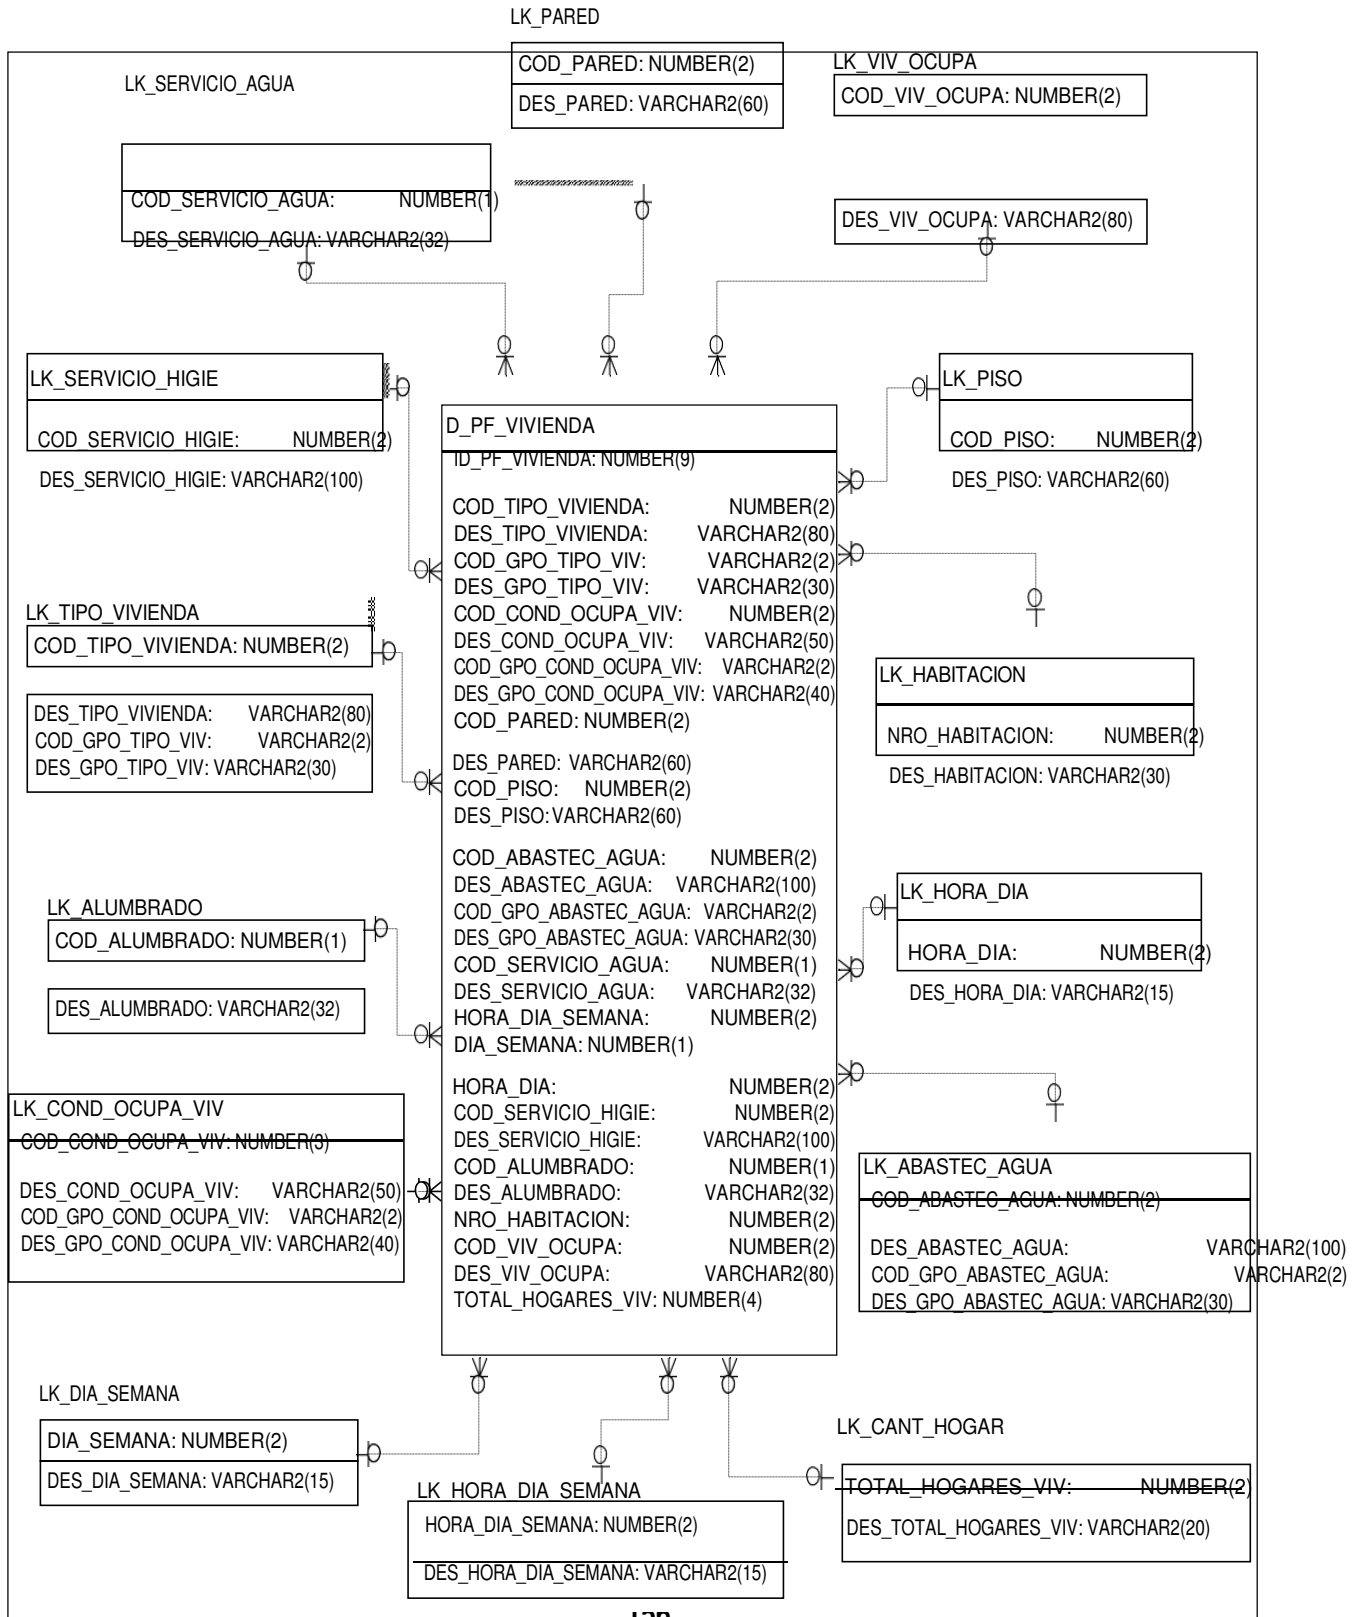 LK_PARED
COD_PARED: NUMBER(2)
DES_PARED: VARCHAR2(60)
LK_VIV_OCUPA
COD_VIV_OCUPA: NUMBER(2)
DES_VIV_OCUPA: VARCHAR2(80)
LK_SERVICIO_AGUA
COD_SERVICIO_AGUA: NUMBER(1)
DES_SERVICIO_AGUA: VARCHAR2(32)
LK_SERVICIO_HIGIE
COD_SERVICIO_HIGIE: NUMBER(2)
DES_SERVICIO_HIGIE: VARCHAR2(100)
LK_TIPO_VIVIENDA
COD_TIPO_VIVIENDA: NUMBER(2)
DES_TIPO_VIVIENDA: VARCHAR2(80)
COD_GPO_TIPO_VIV: VARCHAR2(2)
DES_GPO_TIPO_VIV: VARCHAR2(30)
LK_ALUMBRADO
COD_ALUMBRADO: NUMBER(1)
DES_ALUMBRADO: VARCHAR2(32)
LK_COND_OCUPA_VIV
COD_COND_OCUPA_VIV: NUMBER(3)
DES_COND_OCUPA_VIV: VARCHAR2(50)
COD_GPO_COND_OCUPA_VIV: VARCHAR2(2)
DES_GPO_COND_OCUPA_VIV: VARCHAR2(40)
D_PF_VIVIENDA
ID_PF_VIVIENDA: NUMBER(9)
COD_TIPO_VIVIENDA: NUMBER(2)
DES_TIPO_VIVIENDA: VARCHAR2(80)
COD_GPO_TIPO_VIV: VARCHAR2(2)
DES_GPO_TIPO_VIV: VARCHAR2(30)
COD_COND_OCUPA_VIV: NUMBER(2)
DES_COND_OCUPA_VIV: VARCHAR2(50)
COD_GPO_COND_OCUPA_VIV: VARCHAR2(2)
DES_GPO_COND_OCUPA_VIV: VARCHAR2(40)
COD_PARED: NUMBER(2)
DES_PARED: VARCHAR2(60)
COD_PISO: NUMBER(2)
DES_PISO: VARCHAR2(60)
COD_ABASTEC_AGUA: NUMBER(2)
DES_ABASTEC_AGUA: VARCHAR2(100)
COD_GPO_ABASTEC_AGUA: VARCHAR2(2)
DES_GPO_ABASTEC_AGUA: VARCHAR2(30)
COD_SERVICIO_AGUA: NUMBER(1)
DES_SERVICIO_AGUA: VARCHAR2(32)
HORA_DIA_SEMANA: NUMBER(2)
DIA_SEMANA: NUMBER(1)
HORA_DIA: NUMBER(2)
COD_SERVICIO_HIGIE: NUMBER(2)
DES_SERVICIO_HIGIE: VARCHAR2(100)
COD_ALUMBRADO: NUMBER(1)
DES_ALUMBRADO: VARCHAR2(32)
NRO_HABITACION: NUMBER(2)
COD_VIV_OCUPA: NUMBER(2)
DES_VIV_OCUPA: VARCHAR2(80)
TOTAL_HOGARES_VIV: NUMBER(4)
LK_PISO
COD_PISO: NUMBER(2)
DES_PISO: VARCHAR2(60)
LK_HABITACION
NRO_HABITACION: NUMBER(2)
DES_HABITACION: VARCHAR2(30)
LK_HORA_DIA
HORA_DIA: NUMBER(2)
DES_HORA_DIA: VARCHAR2(15)
LK_ABASTEC_AGUA
COD_ABASTEC_AGUA: NUMBER(2)
DES_ABASTEC_AGUA: VARCHAR2(100)
COD_GPO_ABASTEC_AGUA: VARCHAR2(2)
DES_GPO_ABASTEC_AGUA: VARCHAR2(30)
LK_DIA_SEMANA
DIA_SEMANA: NUMBER(2)
DES_DIA_SEMANA: VARCHAR2(15)
LK_HORA_DIA_SEMANA
HORA_DIA_SEMANA: NUMBER(2)
DES_HORA_DIA_SEMANA: VARCHAR2(15)
LK_CANT_HOGAR
TOTAL_HOGARES_VIV: NUMBER(2)
DES_TOTAL_HOGARES_VIV: VARCHAR2(20)